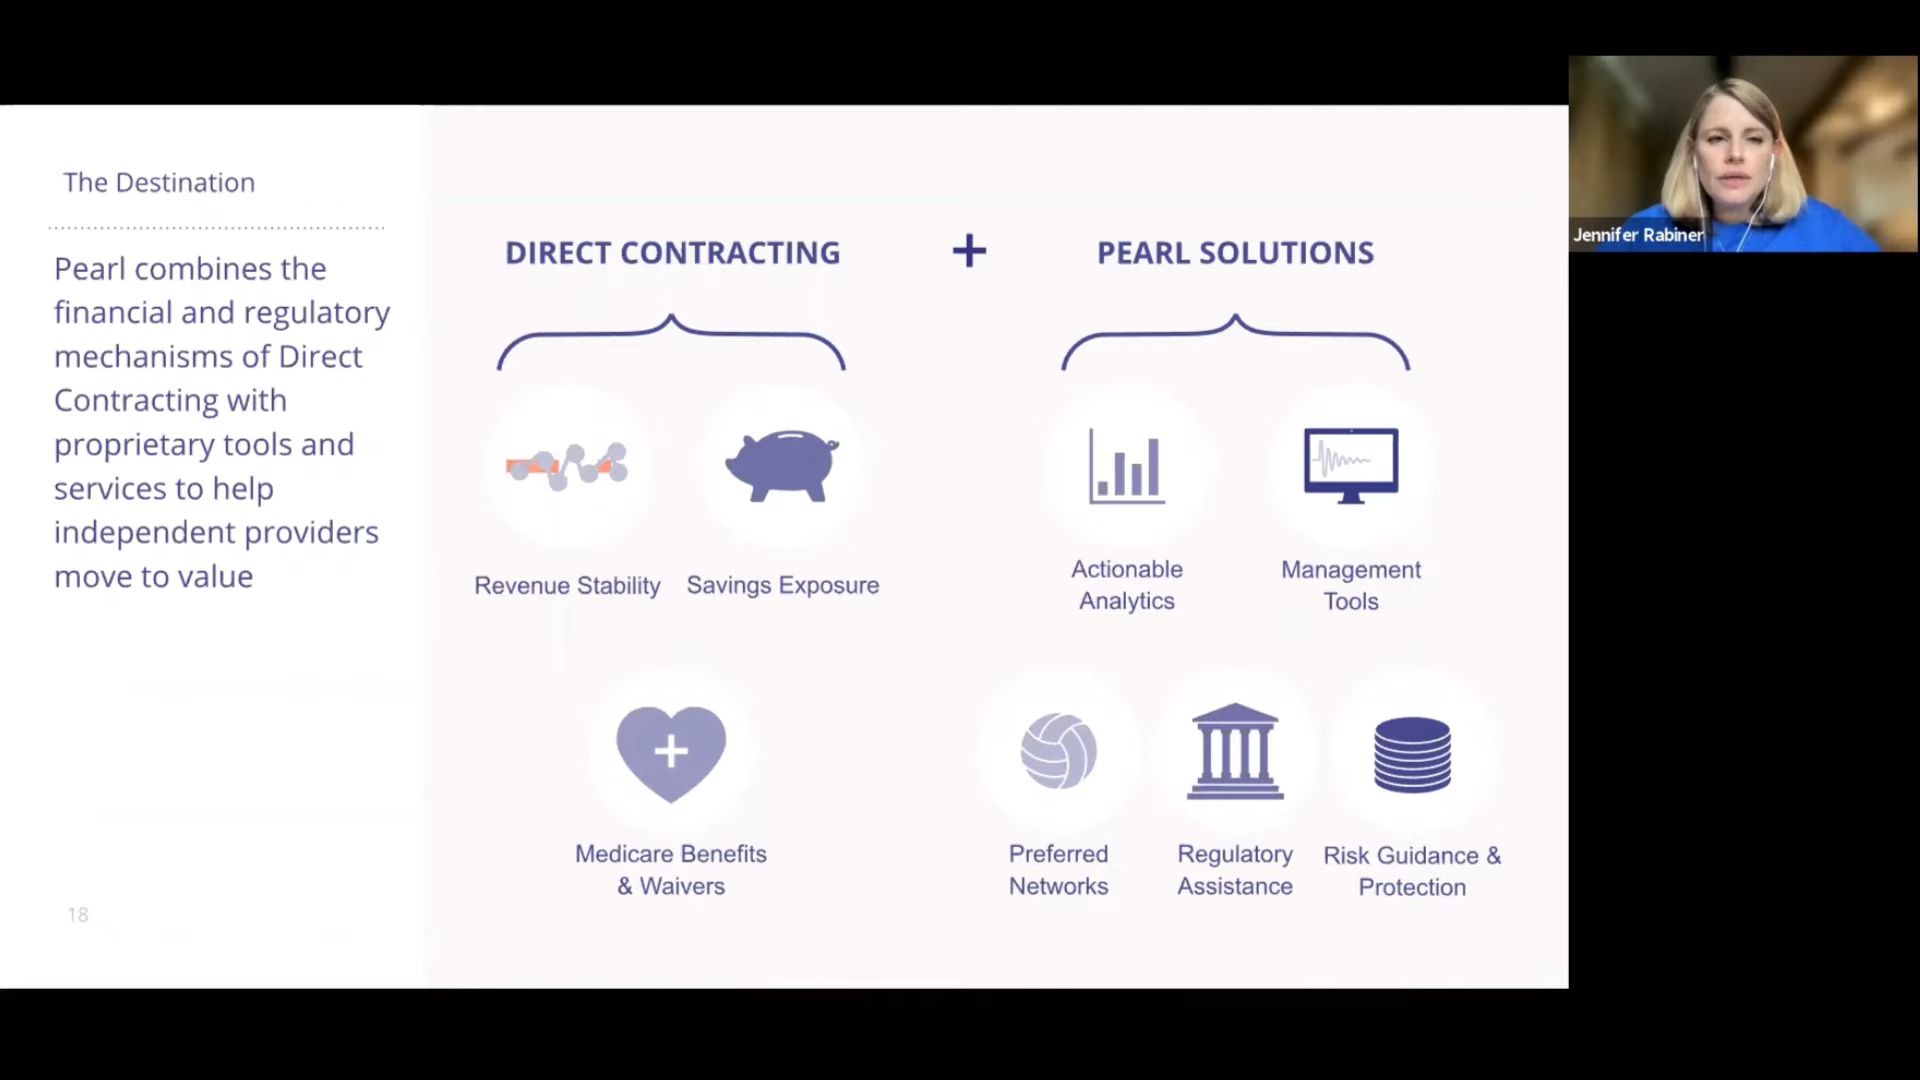 The Destination
Pearl combines the
financial and regulatory
mechanisms of Direct
Contracting with
proprietary tools and
services to help
independent providers
move to value
18
DIRECT CONTRACTING
+
PEARL SOLUTIONS
Revenue Stability
Savings Exposure
Medicare Benefits
& Waivers
Actionable
Analytics
Management
Tools
Preferred
Networks
Regulatory
Assistance
Risk Guidance &
Protection
Jennifer Rabiner